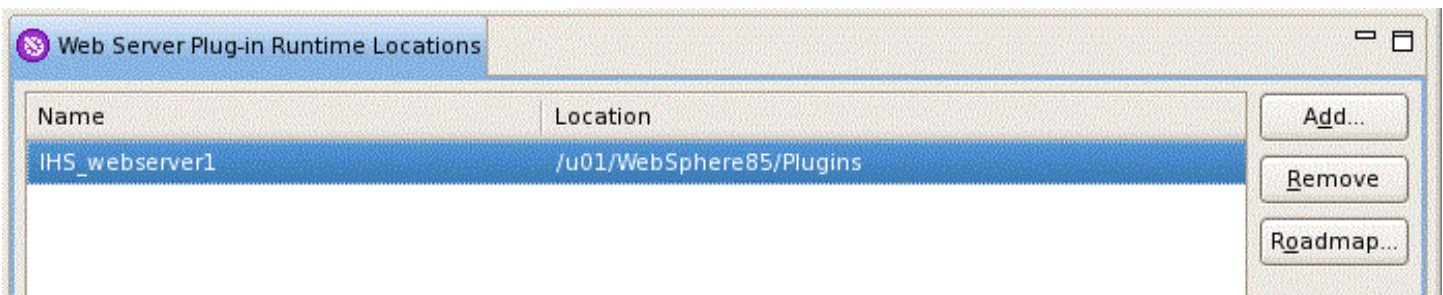 Web Server Plug-in Runtime Locations
Name Location
Add...
IHS_webserver1 /u01/WebSphere85/Plugins
Remove
Roadmap...